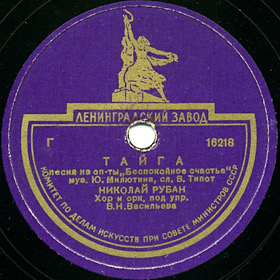 ЛЕНИНГРАДСКИЙ ЗАВОД
Г 16218
ТАЙГА
Песня из оп-ты „Беспокойное счастье"
муз. Ю. Милютина, сл. В. Типот
НИКОЛАЙ РУБАН
Хор и орк. под упр.
В.Н.Васильева
КОМИТЕТ ПО ДЕЛАМ ИСКУССТВ ПРИ СОВЕТЕ МИНИСТРОВ СССР